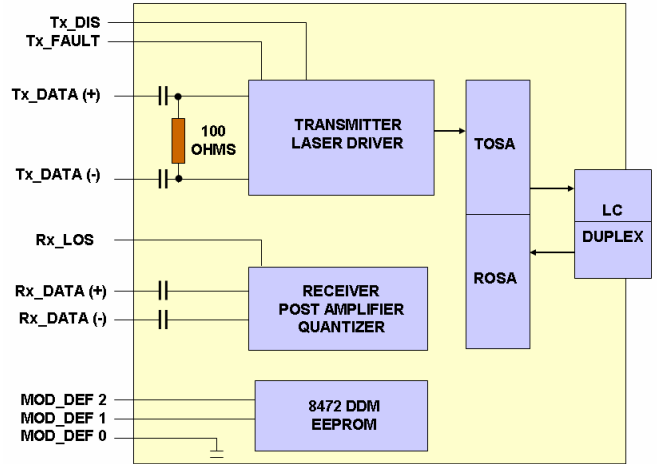 Tx_DIS
Tx_FAULT
Tx_DATA (+)
100
OHMS
TRANSMITTER
LASER DRIVER
TOSA
Tx_DATA (-)
LC
DUPLEX
Rx_LOS
Rx_DATA (+)
Rx_DATA (-)
RECEIVER
POST AMPLIFIER
QUANTIZER
ROSA
MOD_DEF 2
MOD_DEF 1
MOD_DEF 0
8472 DDM
EEPROM